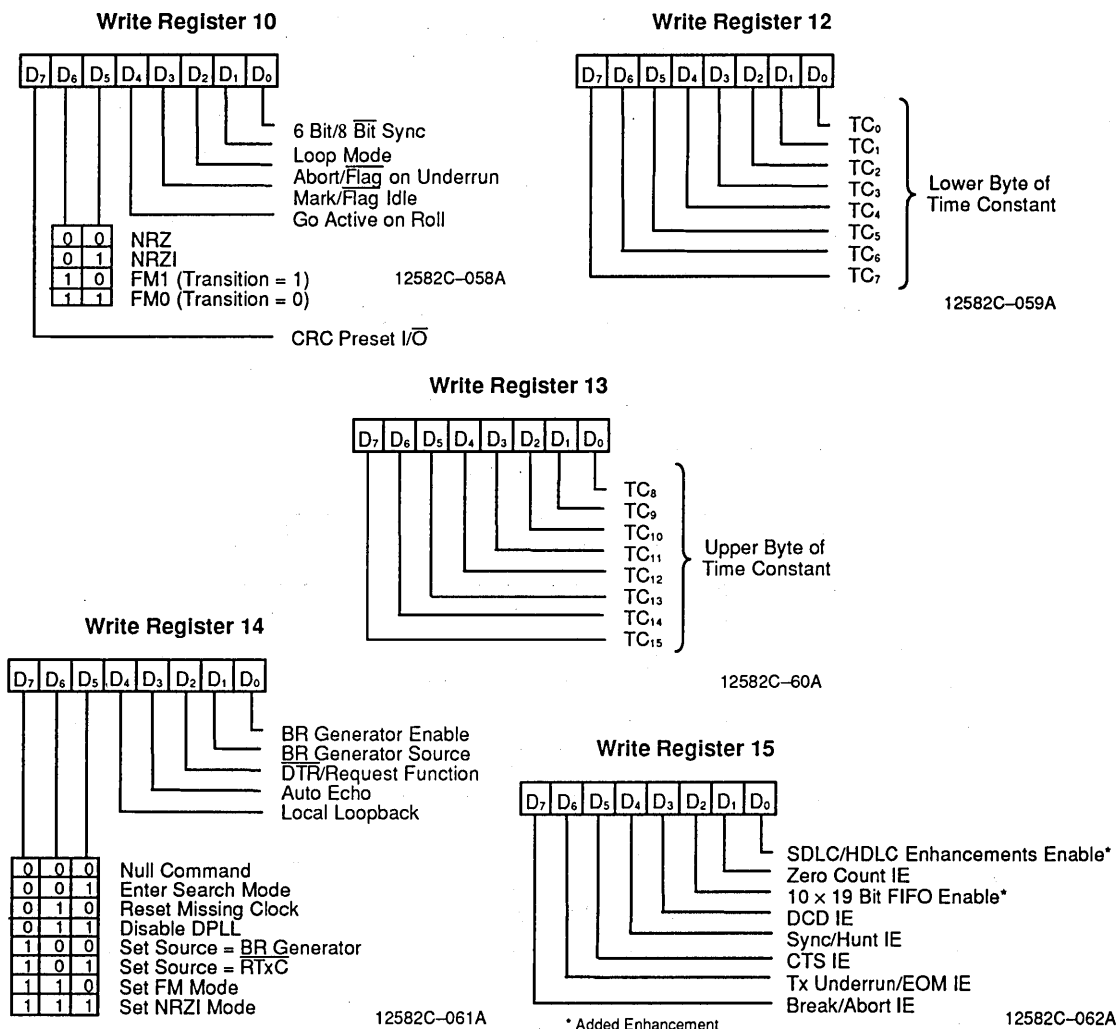 Write Register 10
D7 D6 D5 D4 D3 D2 D1 D0
6 Bit/8 Bit Sync
Loop Mode
Abort/Flag on Underrun
Mark/Flag Idle
Go Active on Roll
0 0 NRZ
0 1 NRZI
1 0 FM1 (Transition = 1)
1 1 FM0 (Transition = 0)
CRC Preset I/O
12582C–058A
Write Register 12
D7 D6 D5 D4 D3 D2 D1 D0
TC0
TC1
TC2
TC3
TC4
TC5
TC6
TC7
Lower Byte of
Time Constant
12582C–059A
Write Register 13
D7 D6 D5 D4 D3 D2 D1 D0
TC8
TC9
TC10
TC11
TC12
TC13
TC14
TC15
Upper Byte of
Time Constant
12582C–60A
Write Register 14
D7 D6 D5 D4 D3 D2 D1 D0
BR Generator Enable
BR Generator Source
DTR/Request Function
Auto Echo
Local Loopback
0 0 0 Null Command
0 0 1 Enter Search Mode
0 1 0 Reset Missing Clock
0 1 1 Disable DPLL
1 0 0 Set Source = BR Generator
1 0 1 Set Source = RTxC
1 1 0 Set FM Mode
1 1 1 Set NRZI Mode
12582C–061A
Write Register 15
D7 D6 D5 D4 D3 D2 D1 D0
SDLC/HDLC Enhancements Enable*
Zero Count IE
10 × 19 Bit FIFO Enable*
DCD IE
Sync/Hunt IE
CTS IE
Tx Underrun/EOM IE
Break/Abort IE
* Added Enhancement
12582C–062A